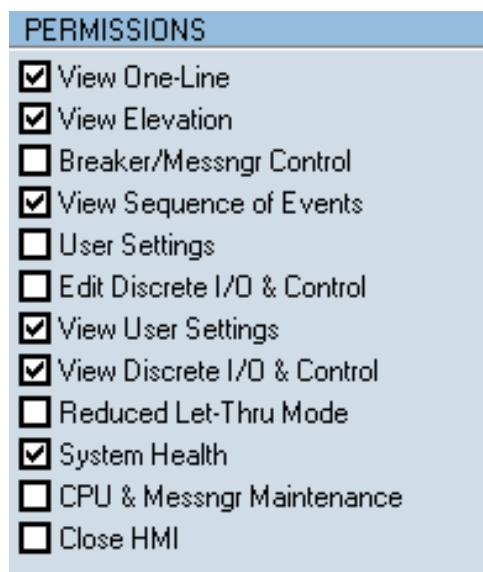 PERMISSIONS
View One-Line
View Elevation
Breaker/Messngr Control
View Sequence of Events
User Settings
Edit Discrete I/O & Control
View User Settings
View Discrete I/O & Control
Reduced Let-Thru Mode
System Health
CPU & Messngr Maintenance
Close HMI